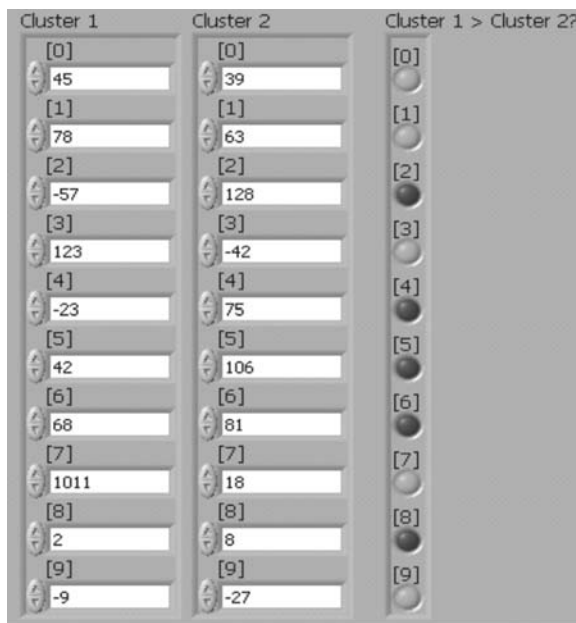 Cluster 1 Cluster 2 Cluster 1 > Cluster 2?
[0] [0] [0]
45 39
[1] [1] [1]
78 63
[2] [2] [2]
-57 128
[3] [3] [3]
123 -42
[4] [4] [4]
-23 75
[5] [5] [5]
42 106
[6] [6] [6]
68 81
[7] [7] [7]
1011 18
[8] [8] [8]
2 8
[9] [9] [9]
-9 -27